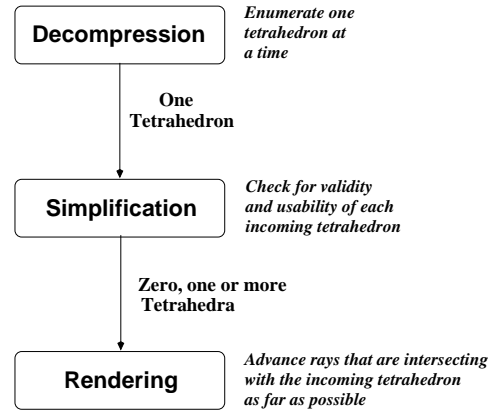 Decompression
Enumerate one
tetrahedron at
a time
One
Tetrahedron
Simplification
Check for validity
and usability of each
incoming tetrahedron
Zero, one or more
Tetrahedra
Rendering
Advance rays that are intersecting
with the incoming tetrahedron
as far as possible